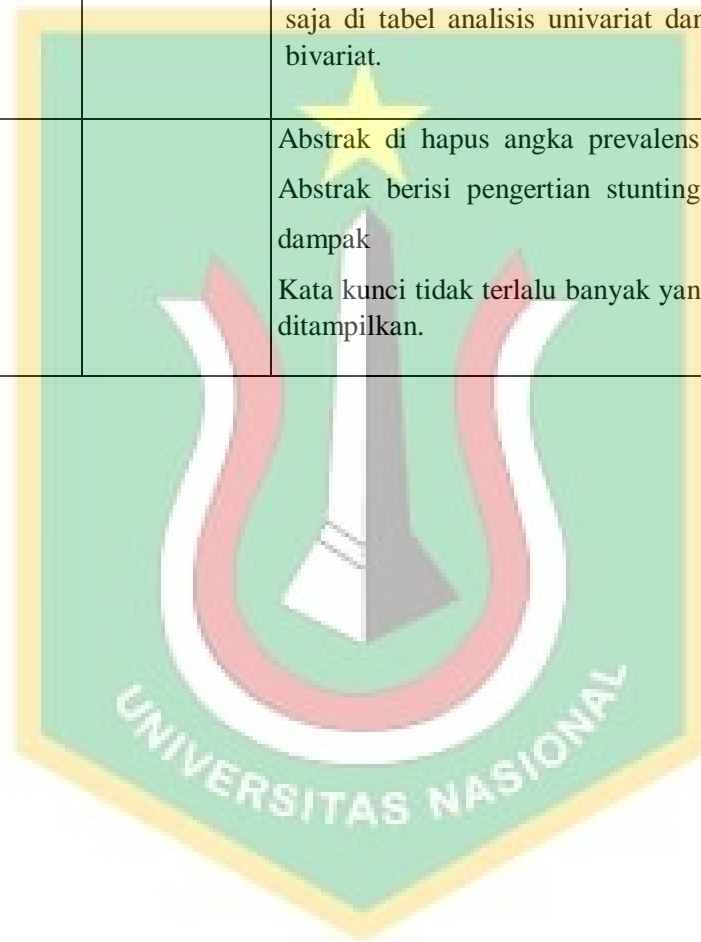 saja di tabel analisis univariat dan
bivariat.
Abstrak di hapus angka prevalens
Abstrak berisi pengertian stunting
dampak
Kata kunci tidak terlalu banyak yan
ditampilkan.
UNIVERSITAS NASIONAL